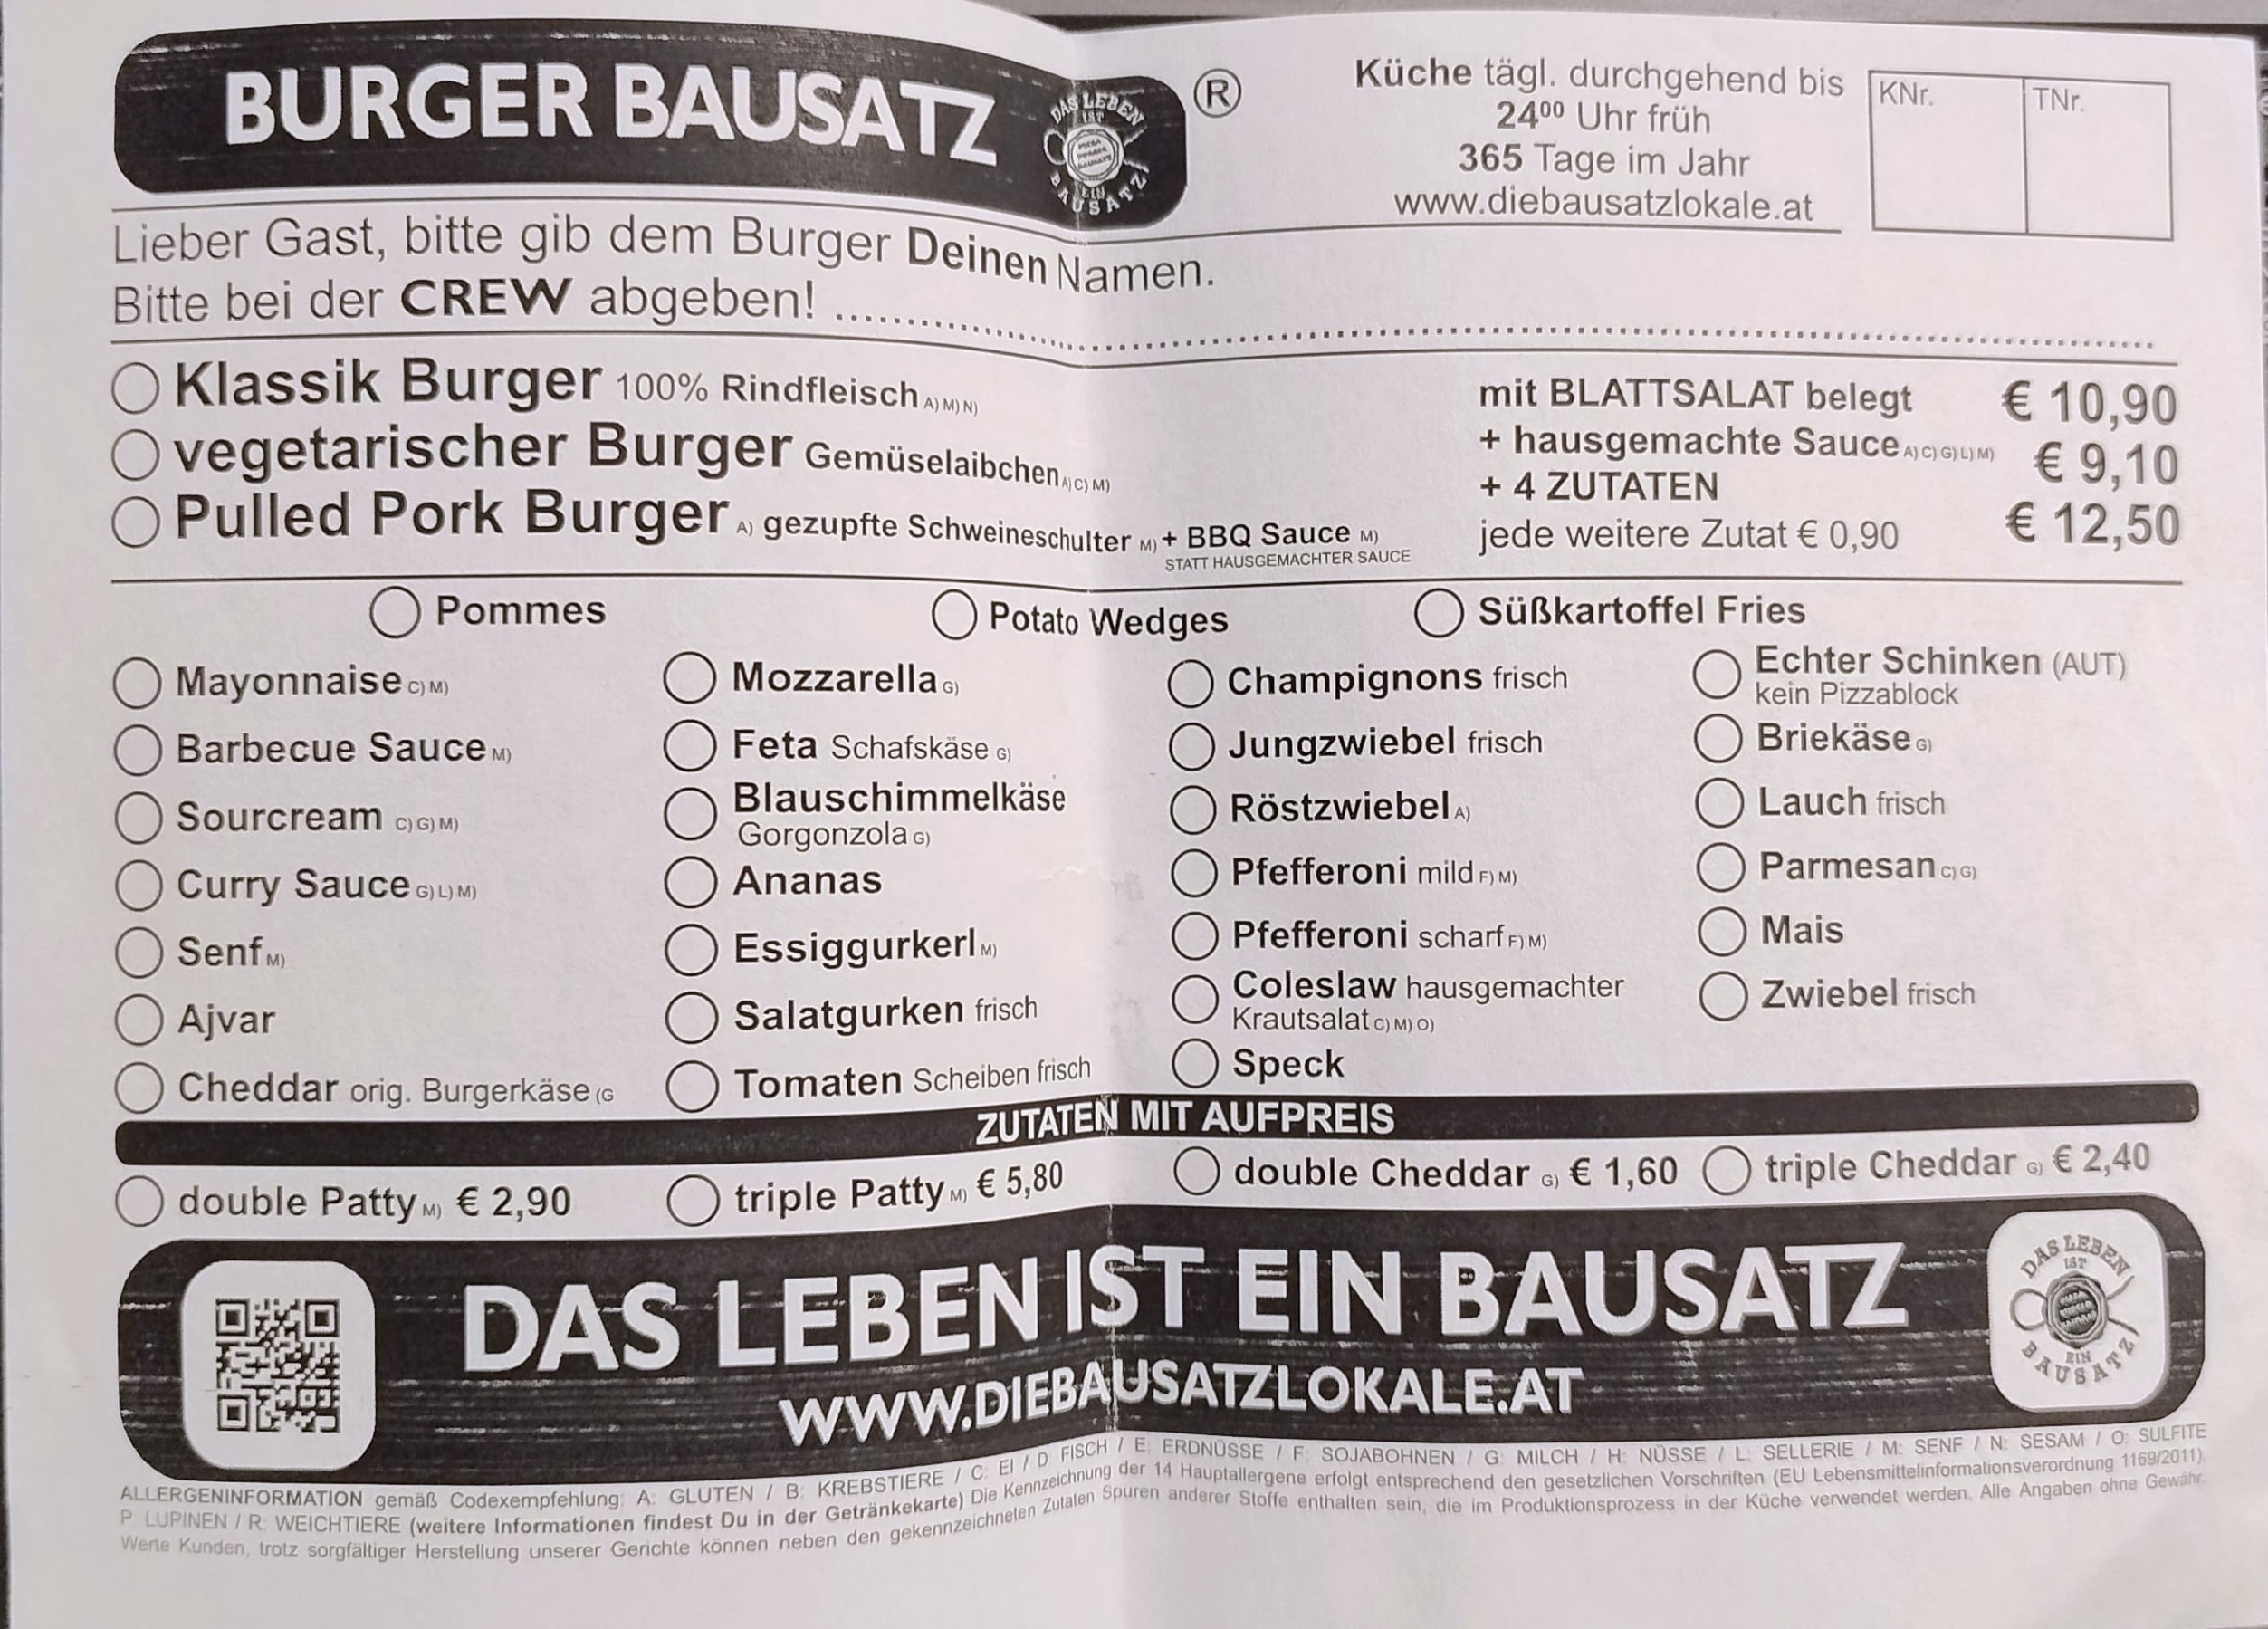 BURGER BAUSATZ
DAS LEBEN IST EIN BAUSATZ
®
Küche tägl. durchgehend bis
24⁰⁰ Uhr früh
365 Tage im Jahr
www.diebausatzlokale.at
KNr.
TNr.
Lieber Gast, bitte gib dem Burger Deinen Namen.
Bitte bei der CREW abgeben! ........................................................................................
Klassik Burger 100% Rindfleisch A) M) N)
vegetarischer Burger Gemüselaibchen A) C) M)
Pulled Pork Burger A) gezupfte Schweineschulter M) + BBQ Sauce M)
STATT HAUSGEMACHTER SAUCE
mit BLATTSALAT belegt € 10,90
+ hausgemachte Sauce A) C) G) L) M) € 9,10
+ 4 ZUTATEN € 12,50
jede weitere Zutat € 0,90
Pommes
Potato Wedges
Süßkartoffel Fries
Mayonnaise C) M)
Barbecue Sauce M)
Sourcream C) G) M)
Curry Sauce G) L) M)
Senf M)
Ajvar
Cheddar orig. Burgerkäse (G
Mozzarella G)
Feta Schafskäse G)
Blauschimmelkäse
Gorgonzola G)
Ananas
Essiggurkerl M)
Salatgurken frisch
Tomaten Scheiben frisch
Champignons frisch
Jungzwiebel frisch
Röstzwiebel A)
Pfefferoni mild F) M)
Pfefferoni scharf F) M)
Coleslaw hausgemachter
Krautsalat C) M) O)
Speck
Echter Schinken (AUT)
kein Pizzablock
Briekäse G)
Lauch frisch
Parmesan C) G)
Mais
Zwiebel frisch
ZUTATEN MIT AUFPREIS
double Patty M) € 2,90
triple Patty M) € 5,80
double Cheddar G) € 1,60
triple Cheddar G) € 2,40
DAS LEBEN IST EIN BAUSATZ
WWW.DIEBAUSATZLOKALE.AT
DAS LEBEN IST EIN BAUSATZ
ALLERGENINFORMATION gemäß Codexempfehlung: A: GLUTEN / B: KREBSTIERE / C: EI / D: FISCH / E: ERDNÜSSE / F: SOJABOHNEN / G: MILCH / H: NÜSSE / L: SELLERIE / M: SENF / N: SESAM / O: SULFITE
P: LUPINEN / R: WEICHTIERE (weitere Informationen findest Du in der Getränkekarte) Die Kennzeichnung der 14 Hauptallergene erfolgt entsprechend den gesetzlichen Vorschriften (EU Lebensmittelinformationsverordnung 1169/2011).
Werte Kunden, trotz sorgfältiger Herstellung unserer Gerichte können neben den gekennzeichneten Zutaten Spuren anderer Stoffe enthalten sein, die im Produktionsprozess in der Küche verwendet werden. Alle Angaben ohne Gewähr.